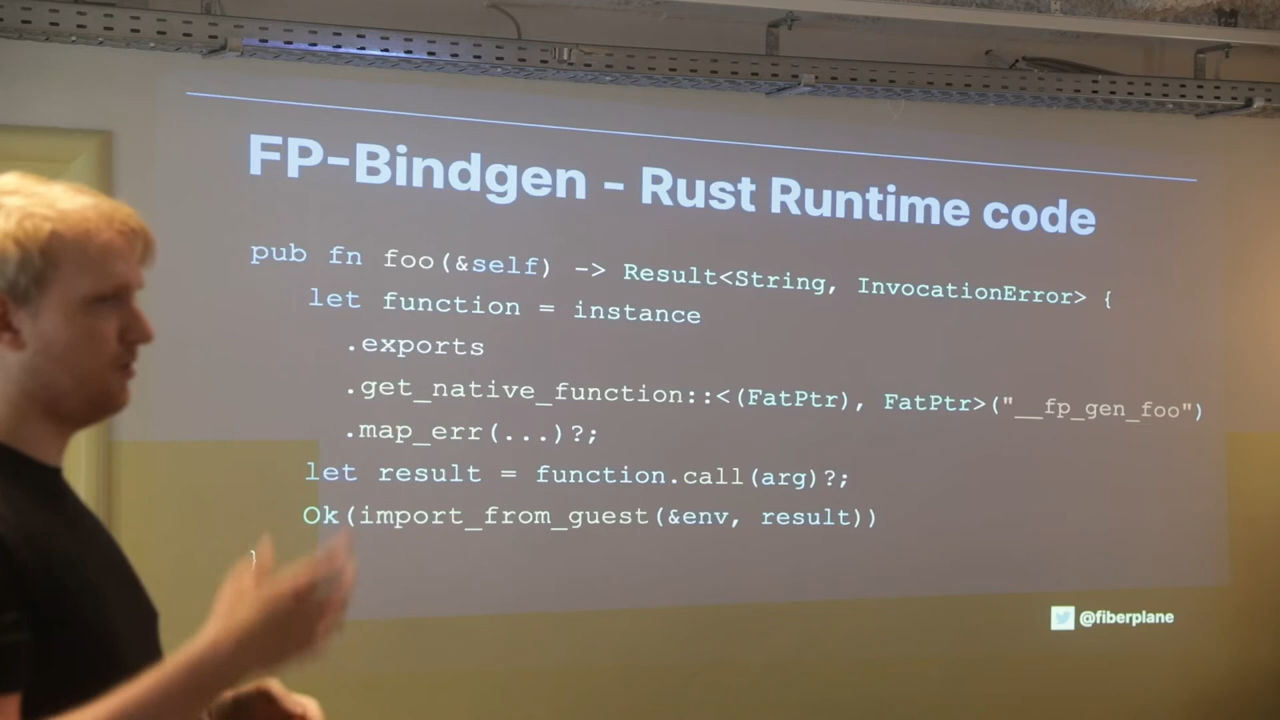 FP-Bindgen - Rust Runtime code
pub fn foo(&self) -> Result<String, InvocationError> {
let function = instance
.exports
.get_native_function::<(FatPtr), FatPtr>("__fp_gen_foo")
.map_err(...)?;
let result = function.call(arg)?;
Ok(import_from_guest(&env, result))
}
@fiberplane